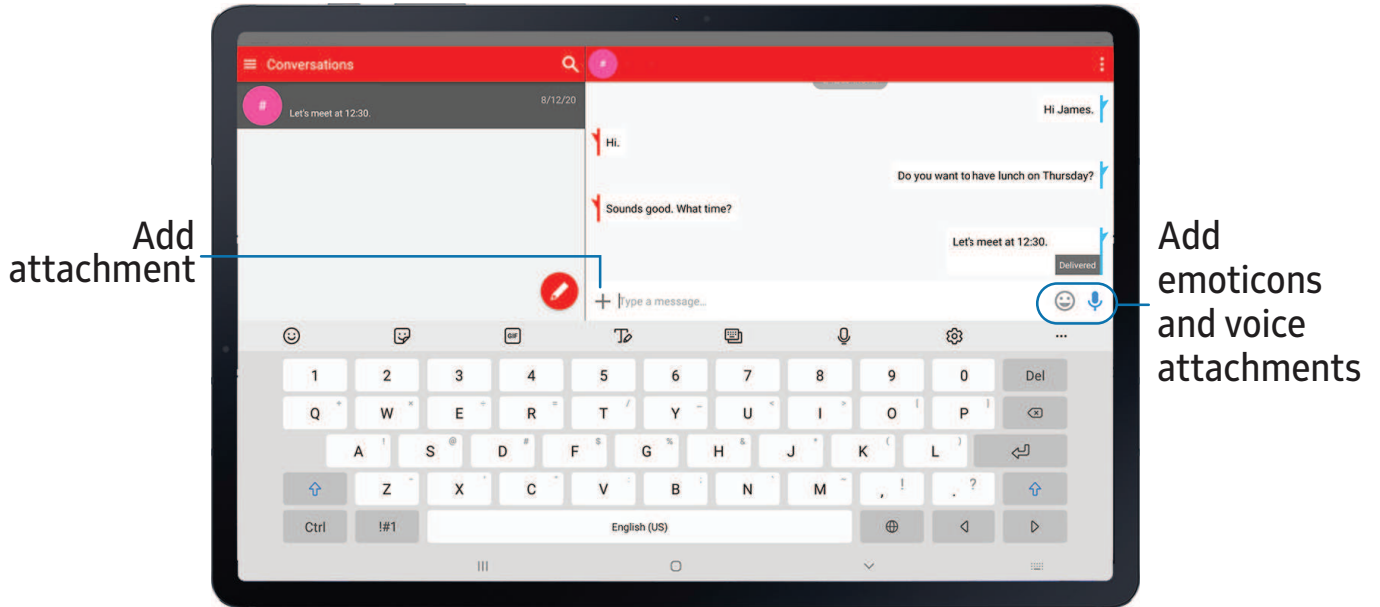 Conversations
#
#
8/12/20
Let's meet at 12:30.
Hi James.
Hi.
Do you want to have lunch on Thursday?
Sounds good. What time?
Let's meet at 12:30.
Delivered
Add
attachment
Add
emoticons
and voice
attachments
Type a message...
GIF
1 2 3 4 5 6 7 8 9 0 Del
Q W E R T Y U I O P
A S D F G H J K L
Z X C V B N M , ! . ?
Ctrl !#1 English (US)